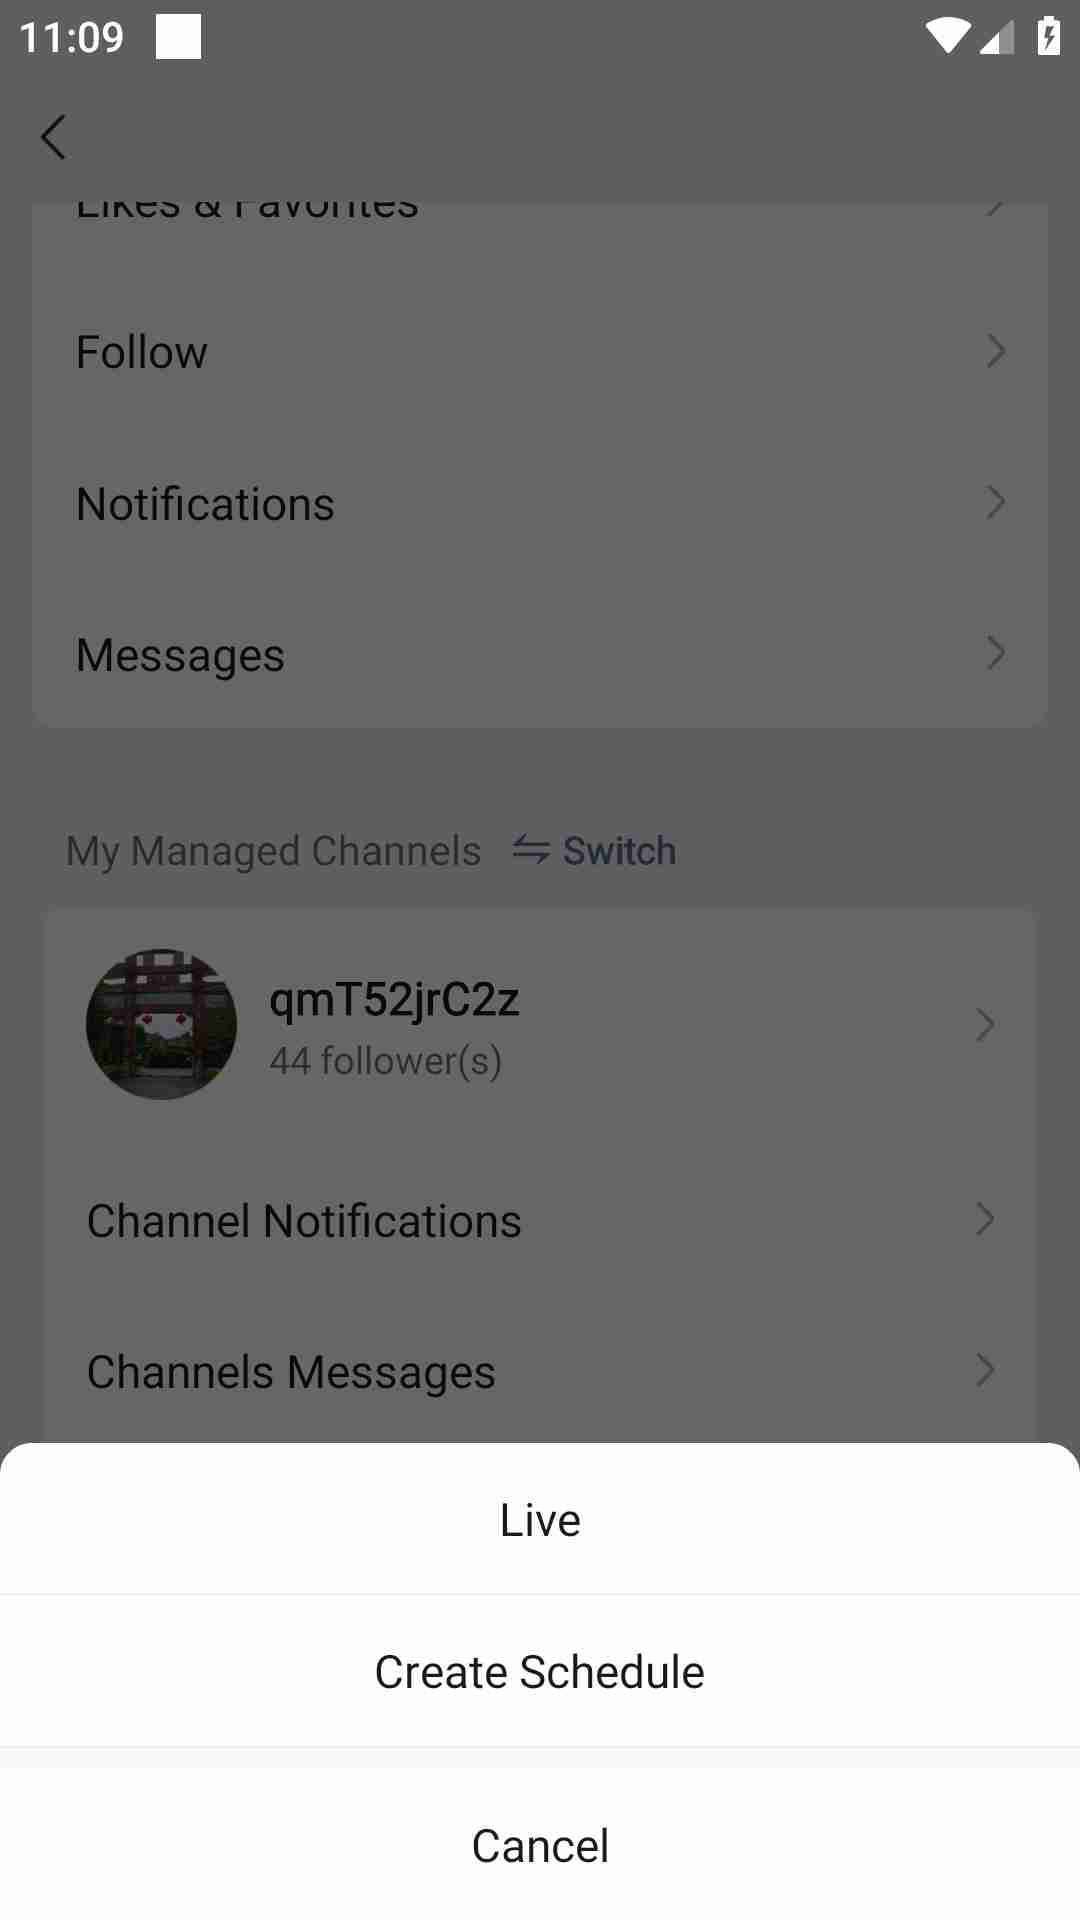 11:09
Likes & Favorites
Follow
Notifications
Messages
My Managed Channels Switch
qmT52jrC2z
44 follower(s)
Channel Notifications
Channels Messages
Live
Create Schedule
Cancel